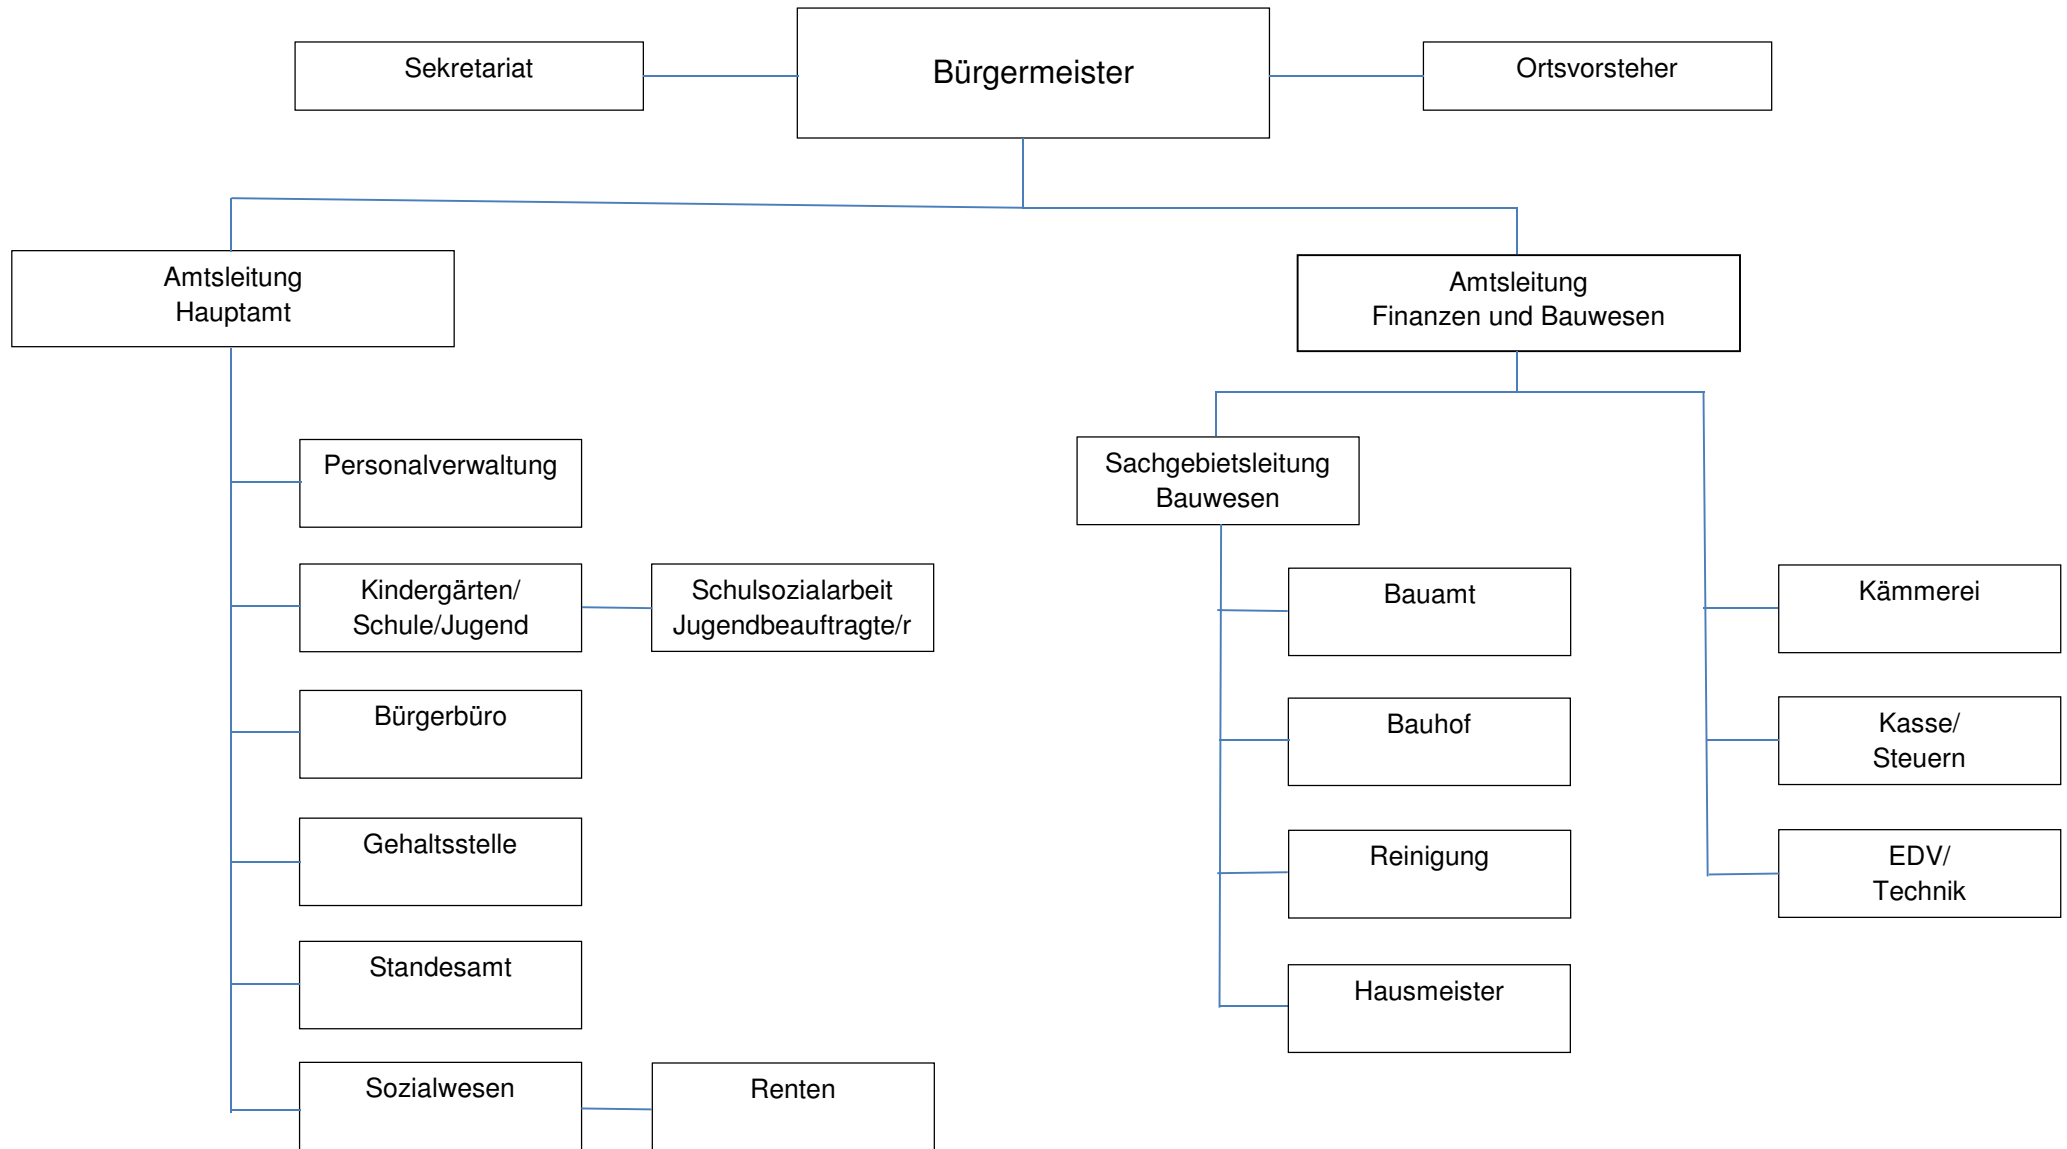 Sekretariat
Bürgermeister
Ortsvorsteher
Amtsleitung
Hauptamt
Amtsleitung
Finanzen und Bauwesen
Personalverwaltung
Kindergärten/
Schule/Jugend
Schulsozialarbeit
Jugendbeauftragte/r
Bürgerbüro
Gehaltsstelle
Standesamt
Sozialwesen
Renten
Sachgebietsleitung
Bauwesen
Bauamt
Bauhof
Reinigung
Hausmeister
Kämmerei
Kasse/
Steuern
EDV/
Technik